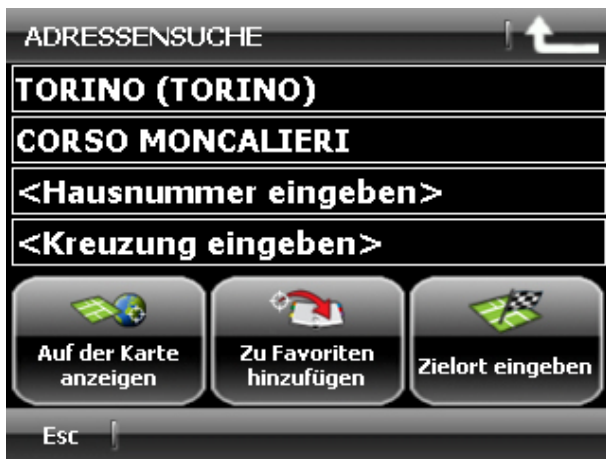 ADRESSENSUCHE
TORINO (TORINO)
CORSO MONCALIERI
<Hausnummer eingeben>
<Kreuzung eingeben>
Auf der Karte
anzeigen
Zu Favoriten
hinzufügen
Zielort eingeben
Esc